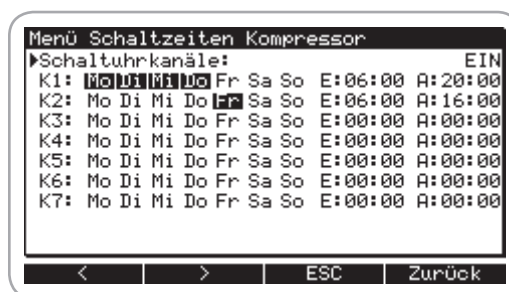 Menü Schaltzeiten Kompressor
▶Schaltuhrkanäle: EIN
K1: Mo Di Mi Do Fr Sa So E:06:00 A:20:00
K2: Mo Di Mi Do Fr Sa So E:06:00 A:16:00
K3: Mo Di Mi Do Fr Sa So E:00:00 A:00:00
K4: Mo Di Mi Do Fr Sa So E:00:00 A:00:00
K5: Mo Di Mi Do Fr Sa So E:00:00 A:00:00
K6: Mo Di Mi Do Fr Sa So E:00:00 A:00:00
K7: Mo Di Mi Do Fr Sa So E:00:00 A:00:00
< > ESC Zurück